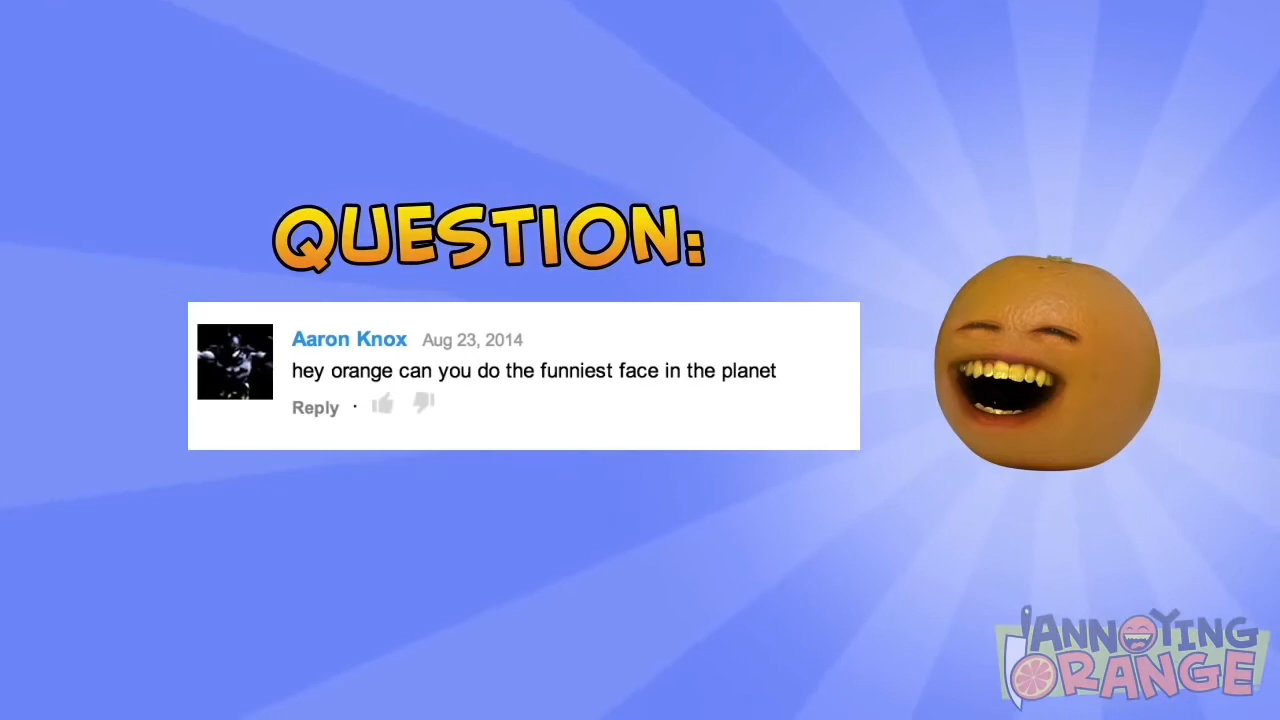 QUESTION:
Aaron Knox Aug 23, 2014
hey orange can you do the funniest face in the planet
Reply ·
ANNOYING
ORANGE